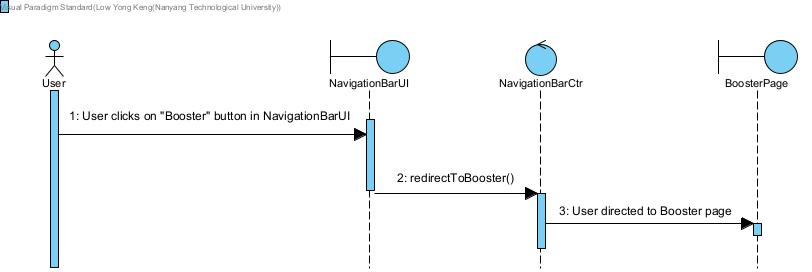 Visual Paradigm Standard(Low Yong Keng(Nanyang Technological University))
User
NavigationBarUI
NavigationBarCtr
BoosterPage
1: User clicks on "Booster" button in NavigationBarUI
2: redirectToBooster()
3: User directed to Booster page